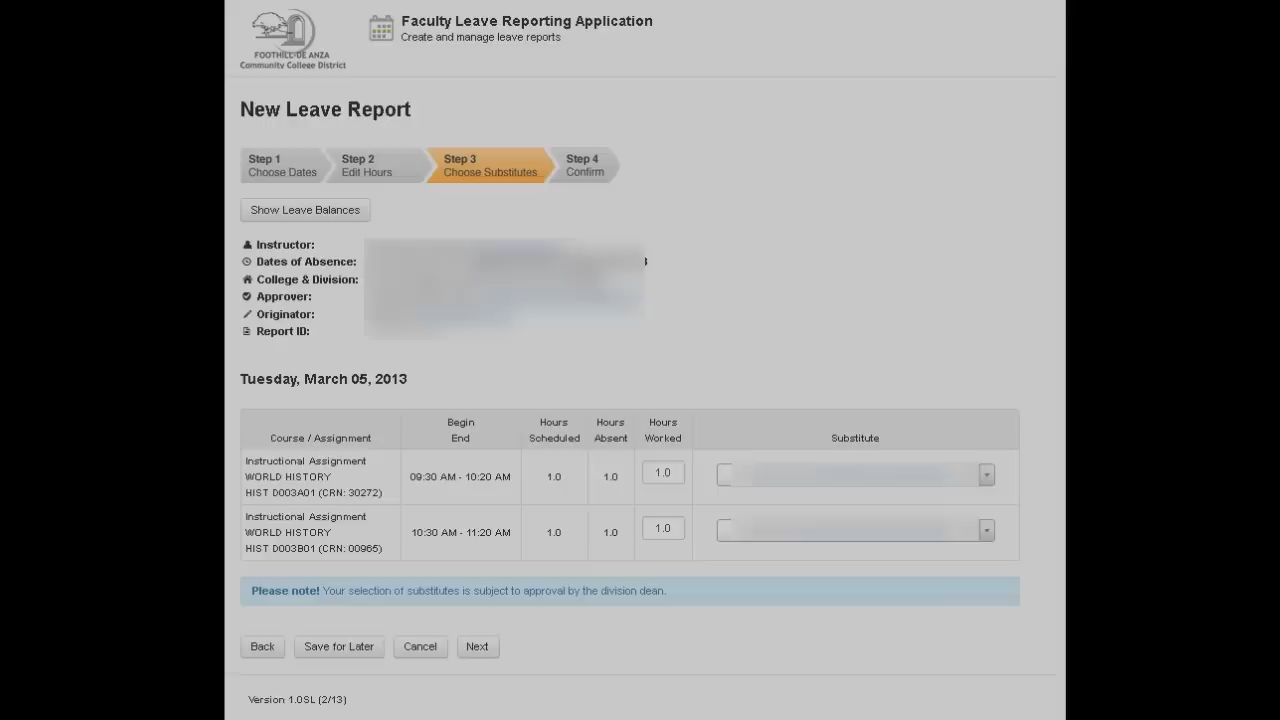 FOOTHILL-DE ANZA
Community College District
Faculty Leave Reporting Application
Create and manage leave reports
New Leave Report
Step 1
Choose Dates
Step 2
Edit Hours
Step 3
Choose Substitutes
Step 4
Confirm
Show Leave Balances
Instructor:
Dates of Absence:
College & Division:
Approver:
Originator:
Report ID:
Tuesday, March 05, 2013
Course / Assignment
Begin
End
Hours
Scheduled
Hours
Absent
Hours
Worked
Substitute
Instructional Assignment
WORLD HISTORY
HIST D003A01 (CRN: 30272)
09:30 AM - 10:20 AM
1.0
1.0
1.0
Instructional Assignment
WORLD HISTORY
HIST D003B01 (CRN: 00965)
10:30 AM - 11:20 AM
1.0
1.0
1.0
Please note! Your selection of substitutes is subject to approval by the division dean.
Back
Save for Later
Cancel
Next
Version 1.0SL (2/13)